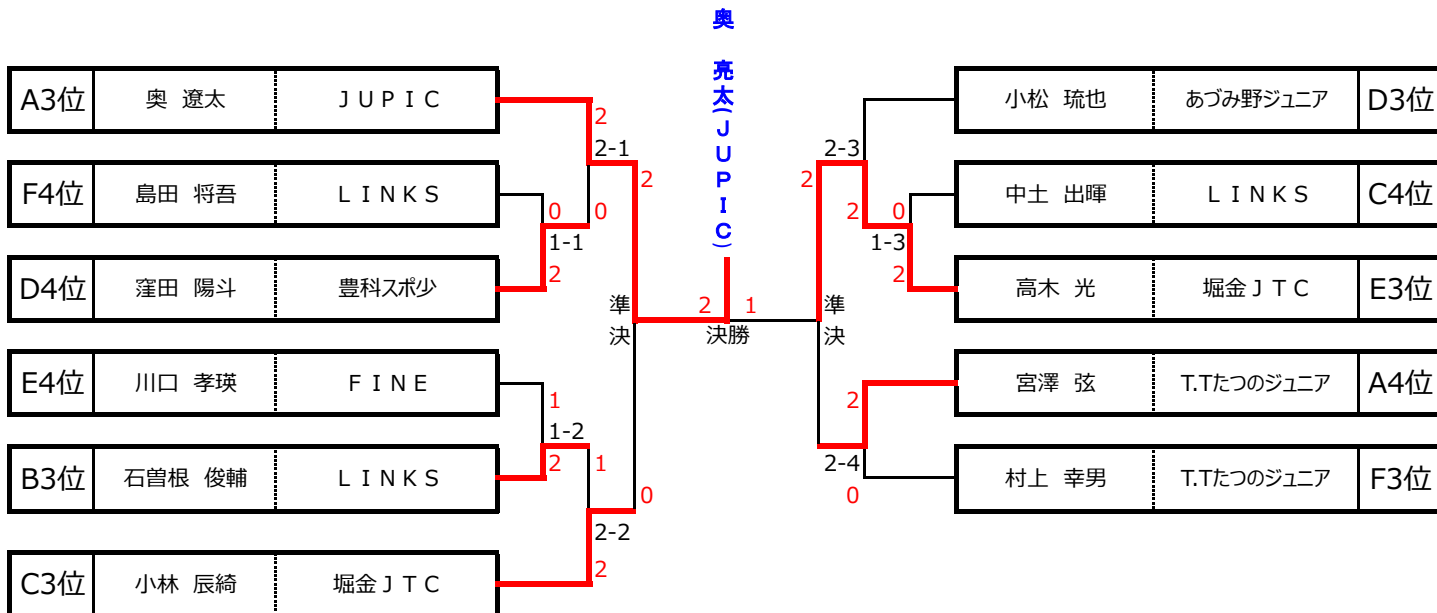 奥 亮太(JUPIC)
A3位 奥 遼太 JUPIC
F4位 島田 将吾 LINKS
D4位 窪田 陽斗 豊科スポ少
E4位 川口 孝瑛 FINE
B3位 石曽根 俊輔 LINKS
C3位 小林 辰綺 堀金JTC
2
2-1
2
0
0
1-1
2
1
1-2
2
1
0
2-2
2
準決
2
1
決勝
準決
2-3
2
2
0
1-3
2
2
2-4
0
小松 琉也 あづみ野ジュニア D3位
中土 出暉 LINKS C4位
高木 光 堀金JTC E3位
宮澤 弦 T.Tたつのジュニア A4位
村上 幸男 T.Tたつのジュニア F3位